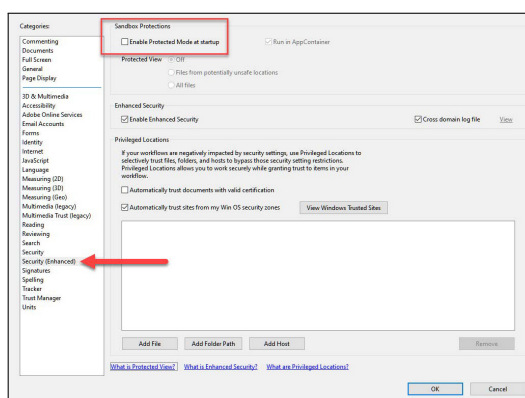 Categories:
Commenting
Documents
Full Screen
General
Page Display
3D & Multimedia
Accessibility
Adobe Online Services
Email Accounts
Forms
Identity
Internet
JavaScript
Language
Measuring (2D)
Measuring (3D)
Measuring (Geo)
Multimedia (legacy)
Multimedia Trust (legacy)
Reading
Reviewing
Search
Security
Security (Enhanced)
Signatures
Spelling
Tracker
Trust Manager
Units
Sandbox Protections
Enable Protected Mode at startup
Run in AppContainer
Protected View
Off
Files from potentially unsafe locations
All files
Enhanced Security
Enable Enhanced Security
Cross domain log file
View
Privileged Locations
If your workflows are negatively impacted by security settings, use Privileged Locations to
selectively trust files, folders, and hosts to bypass those security setting restrictions.
Privileged Locations allows you to work securely while granting trust to items in your
workflow.
Automatically trust documents with valid certification
Automatically trust sites from my Win OS security zones
View Windows Trusted Sites
Add File
Add Folder Path
Add Host
Remove
What is Protected View?
What is Enhanced Security?
What are Privileged Locations?
OK
Cancel